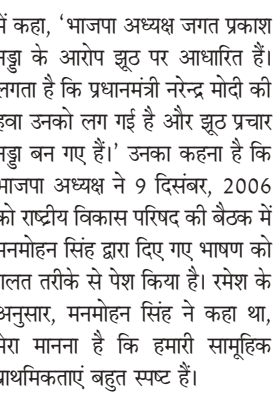 में कहा, ‘भाजपा अध्यक्ष जगत प्रकाश
नड्डा के आरोप झूठ पर आधारित हैं।
लगता है कि प्रधानमंत्री नरेन्द्र मोदी की
हवा उनको लग गई है और झूठ प्रचार
नड्डा बन गए हैं।’ उनका कहना है कि
भाजपा अध्यक्ष ने 9 दिसंबर, 2006
को राष्ट्रीय विकास परिषद की बैठक में
मनमोहन सिंह द्वारा दिए गए भाषण को
गलत तरीके से पेश किया है। रमेश के
अनुसार, मनमोहन सिंह ने कहा था,
मेरा मानना है कि हमारी सामूहिक
प्राथमिकताएं बहुत स्पष्ट हैं।